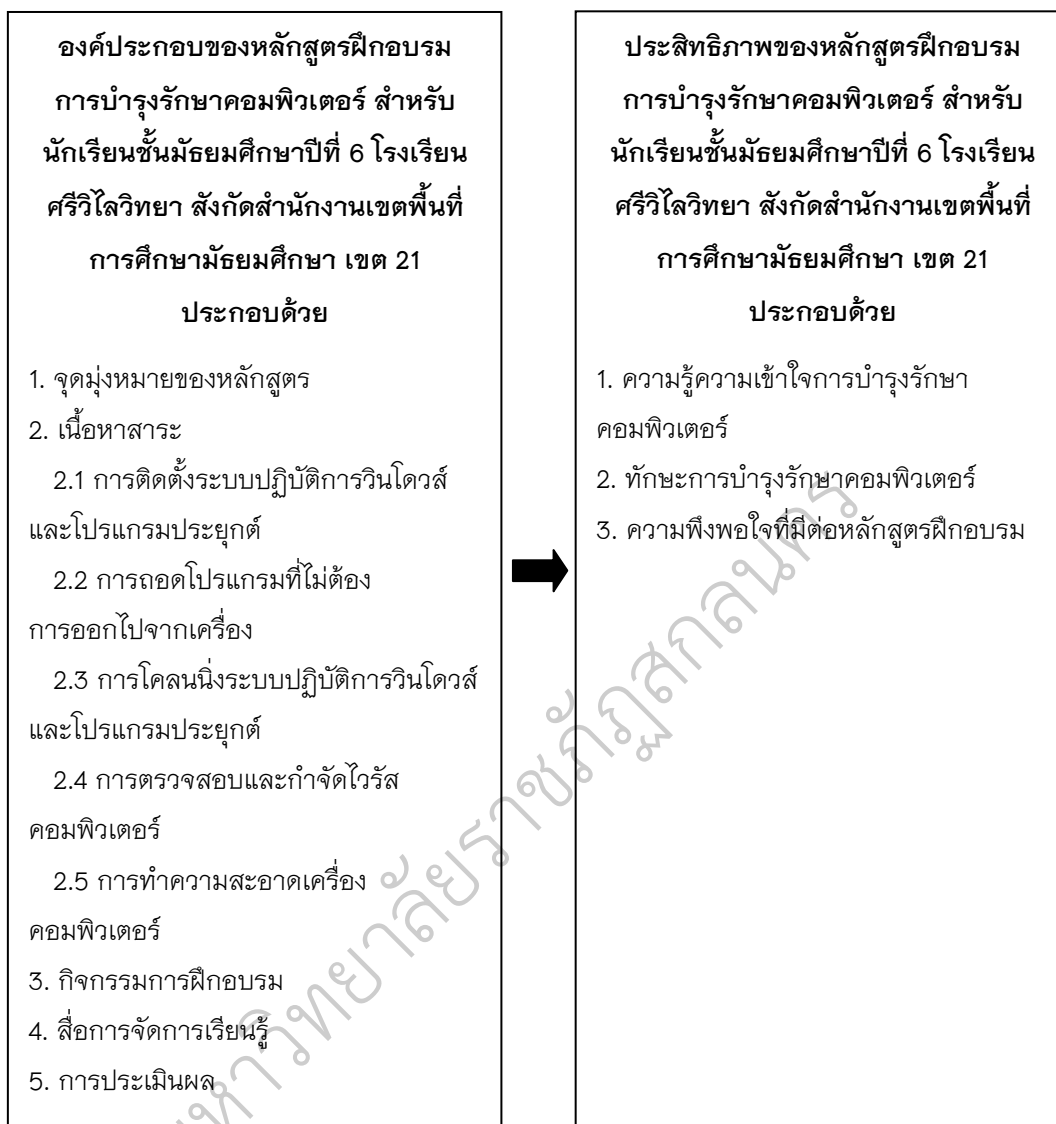 องค์ประกอบของหลักสูตรฝึกอบรม
การบำรุงรักษาคอมพิวเตอร์ สำหรับ
นักเรียนชั้นมัธยมศึกษาปีที่ 6 โรงเรียน
ศรีวิไลวิทยา สังกัดสำนักงานเขตพื้นที่
การศึกษามัธยมศึกษา เขต 21
ประกอบด้วย
1. จุดมุ่งหมายของหลักสูตร
2. เนื้อหาสาระ
2.1 การติดตั้งระบบปฏิบัติการวินโดวส์
และโปรแกรมประยุกต์
2.2 การถอดโปรแกรมที่ไม่ต้อง
การออกไปจากเครื่อง
2.3 การโคลนนิ่งระบบปฏิบัติการวินโดวส์
และโปรแกรมประยุกต์
2.4 การตรวจสอบและกำจัดไวรัส
คอมพิวเตอร์
2.5 การทำความสะอาดเครื่อง
คอมพิวเตอร์
3. กิจกรรมการฝึกอบรม
4. สื่อการจัดการเรียนรู้
5. การประเมินผล
ประสิทธิภาพของหลักสูตรฝึกอบรม
การบำรุงรักษาคอมพิวเตอร์ สำหรับ
นักเรียนชั้นมัธยมศึกษาปีที่ 6 โรงเรียน
ศรีวิไลวิทยา สังกัดสำนักงานเขตพื้นที่
การศึกษามัธยมศึกษา เขต 21
ประกอบด้วย
1. ความรู้ความเข้าใจการบำรุงรักษา
คอมพิวเตอร์
2. ทักษะการบำรุงรักษาคอมพิวเตอร์
3. ความพึงพอใจที่มีต่อหลักสูตรฝึกอบรม
มหาวิทยาลัยราชภัฏสกลนคร